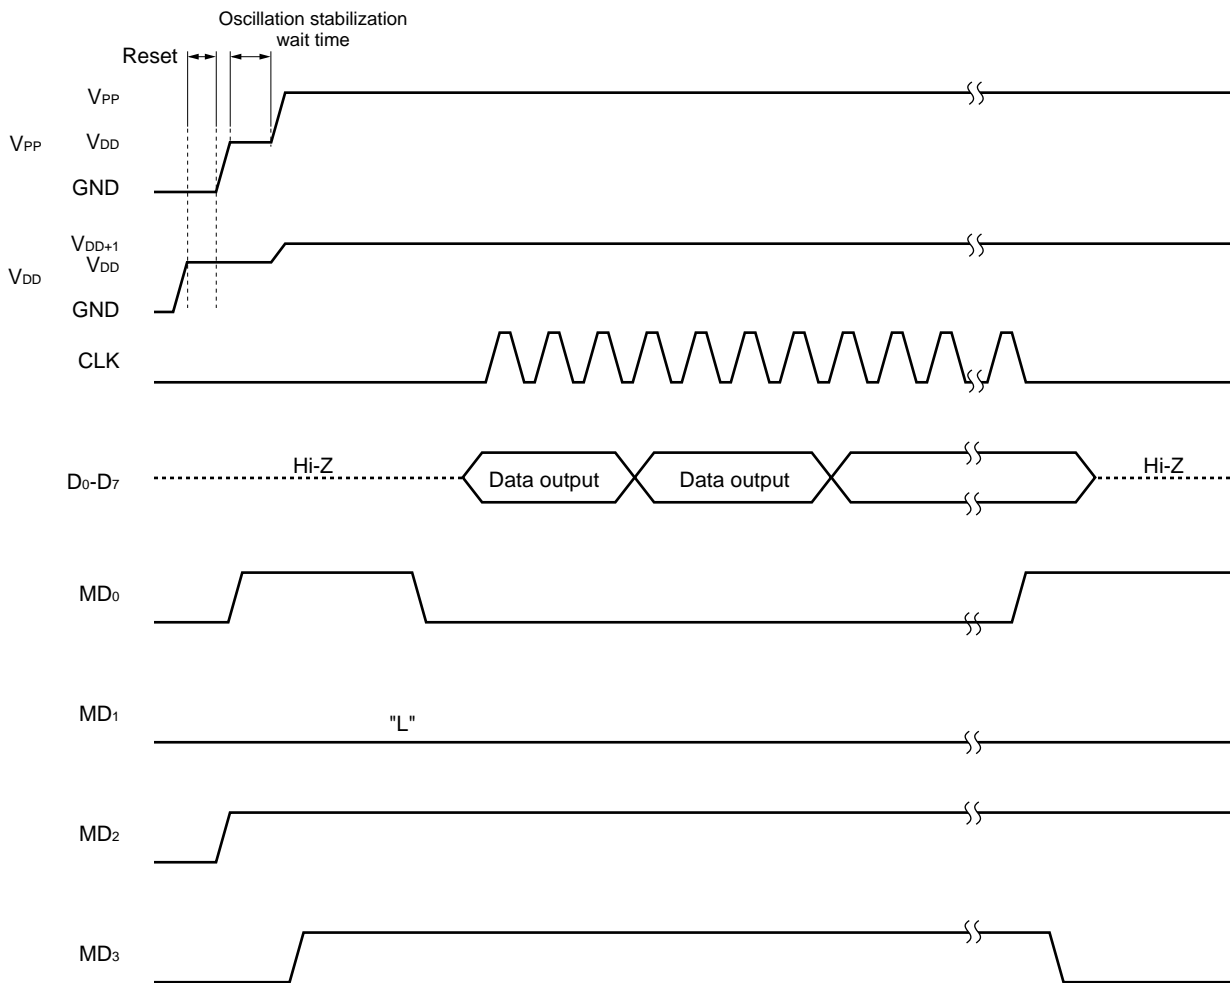 Oscillation stabilization
wait time
Reset
VPP
VPP
VDD
GND
VDD+1
VDD
VDD
GND
CLK
Hi-Z
Hi-Z
D0-D7
Data output
Data output
MD0
MD1
"L"
MD2
MD3